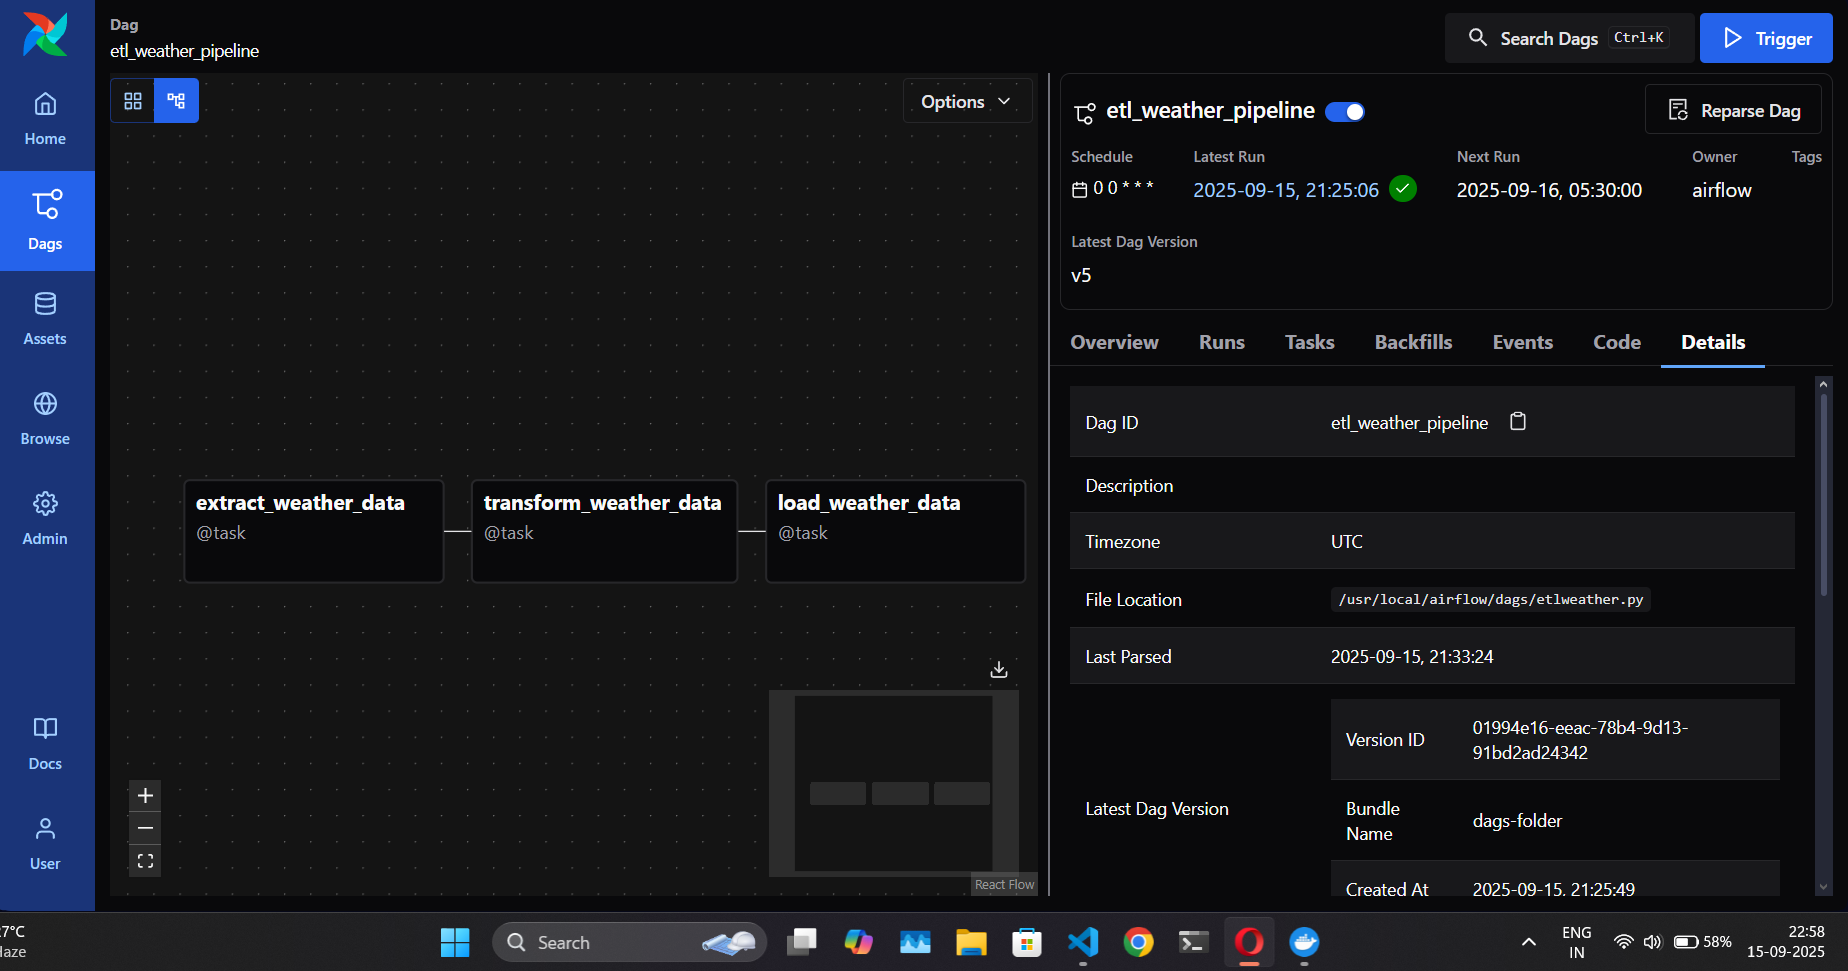 Dag
etl_weather_pipeline
Search Dags Ctrl+K
Trigger
Home
Dags
Assets
Browse
Admin
Docs
User
Options
extract_weather_data
@task
transform_weather_data
@task
load_weather_data
@task
React Flow
etl_weather_pipeline
Reparse Dag
Schedule Latest Run Next Run Owner Tags
0 0 * * * 2025-09-15, 21:25:06 2025-09-16, 05:30:00 airflow
Latest Dag Version
v5
Overview Runs Tasks Backfills Events Code Details
Dag ID etl_weather_pipeline
Description
Timezone UTC
File Location /usr/local/airflow/dags/etlweather.py
Last Parsed 2025-09-15, 21:33:24
Latest Dag Version
Version ID 01994e16-eeac-78b4-9d13-
91bd2ad24342
Bundle
Name dags-folder
Created At 2025-09-15, 21:25:49
7°C
aze
Search
ENG
IN
58%
22:58
15-09-2025